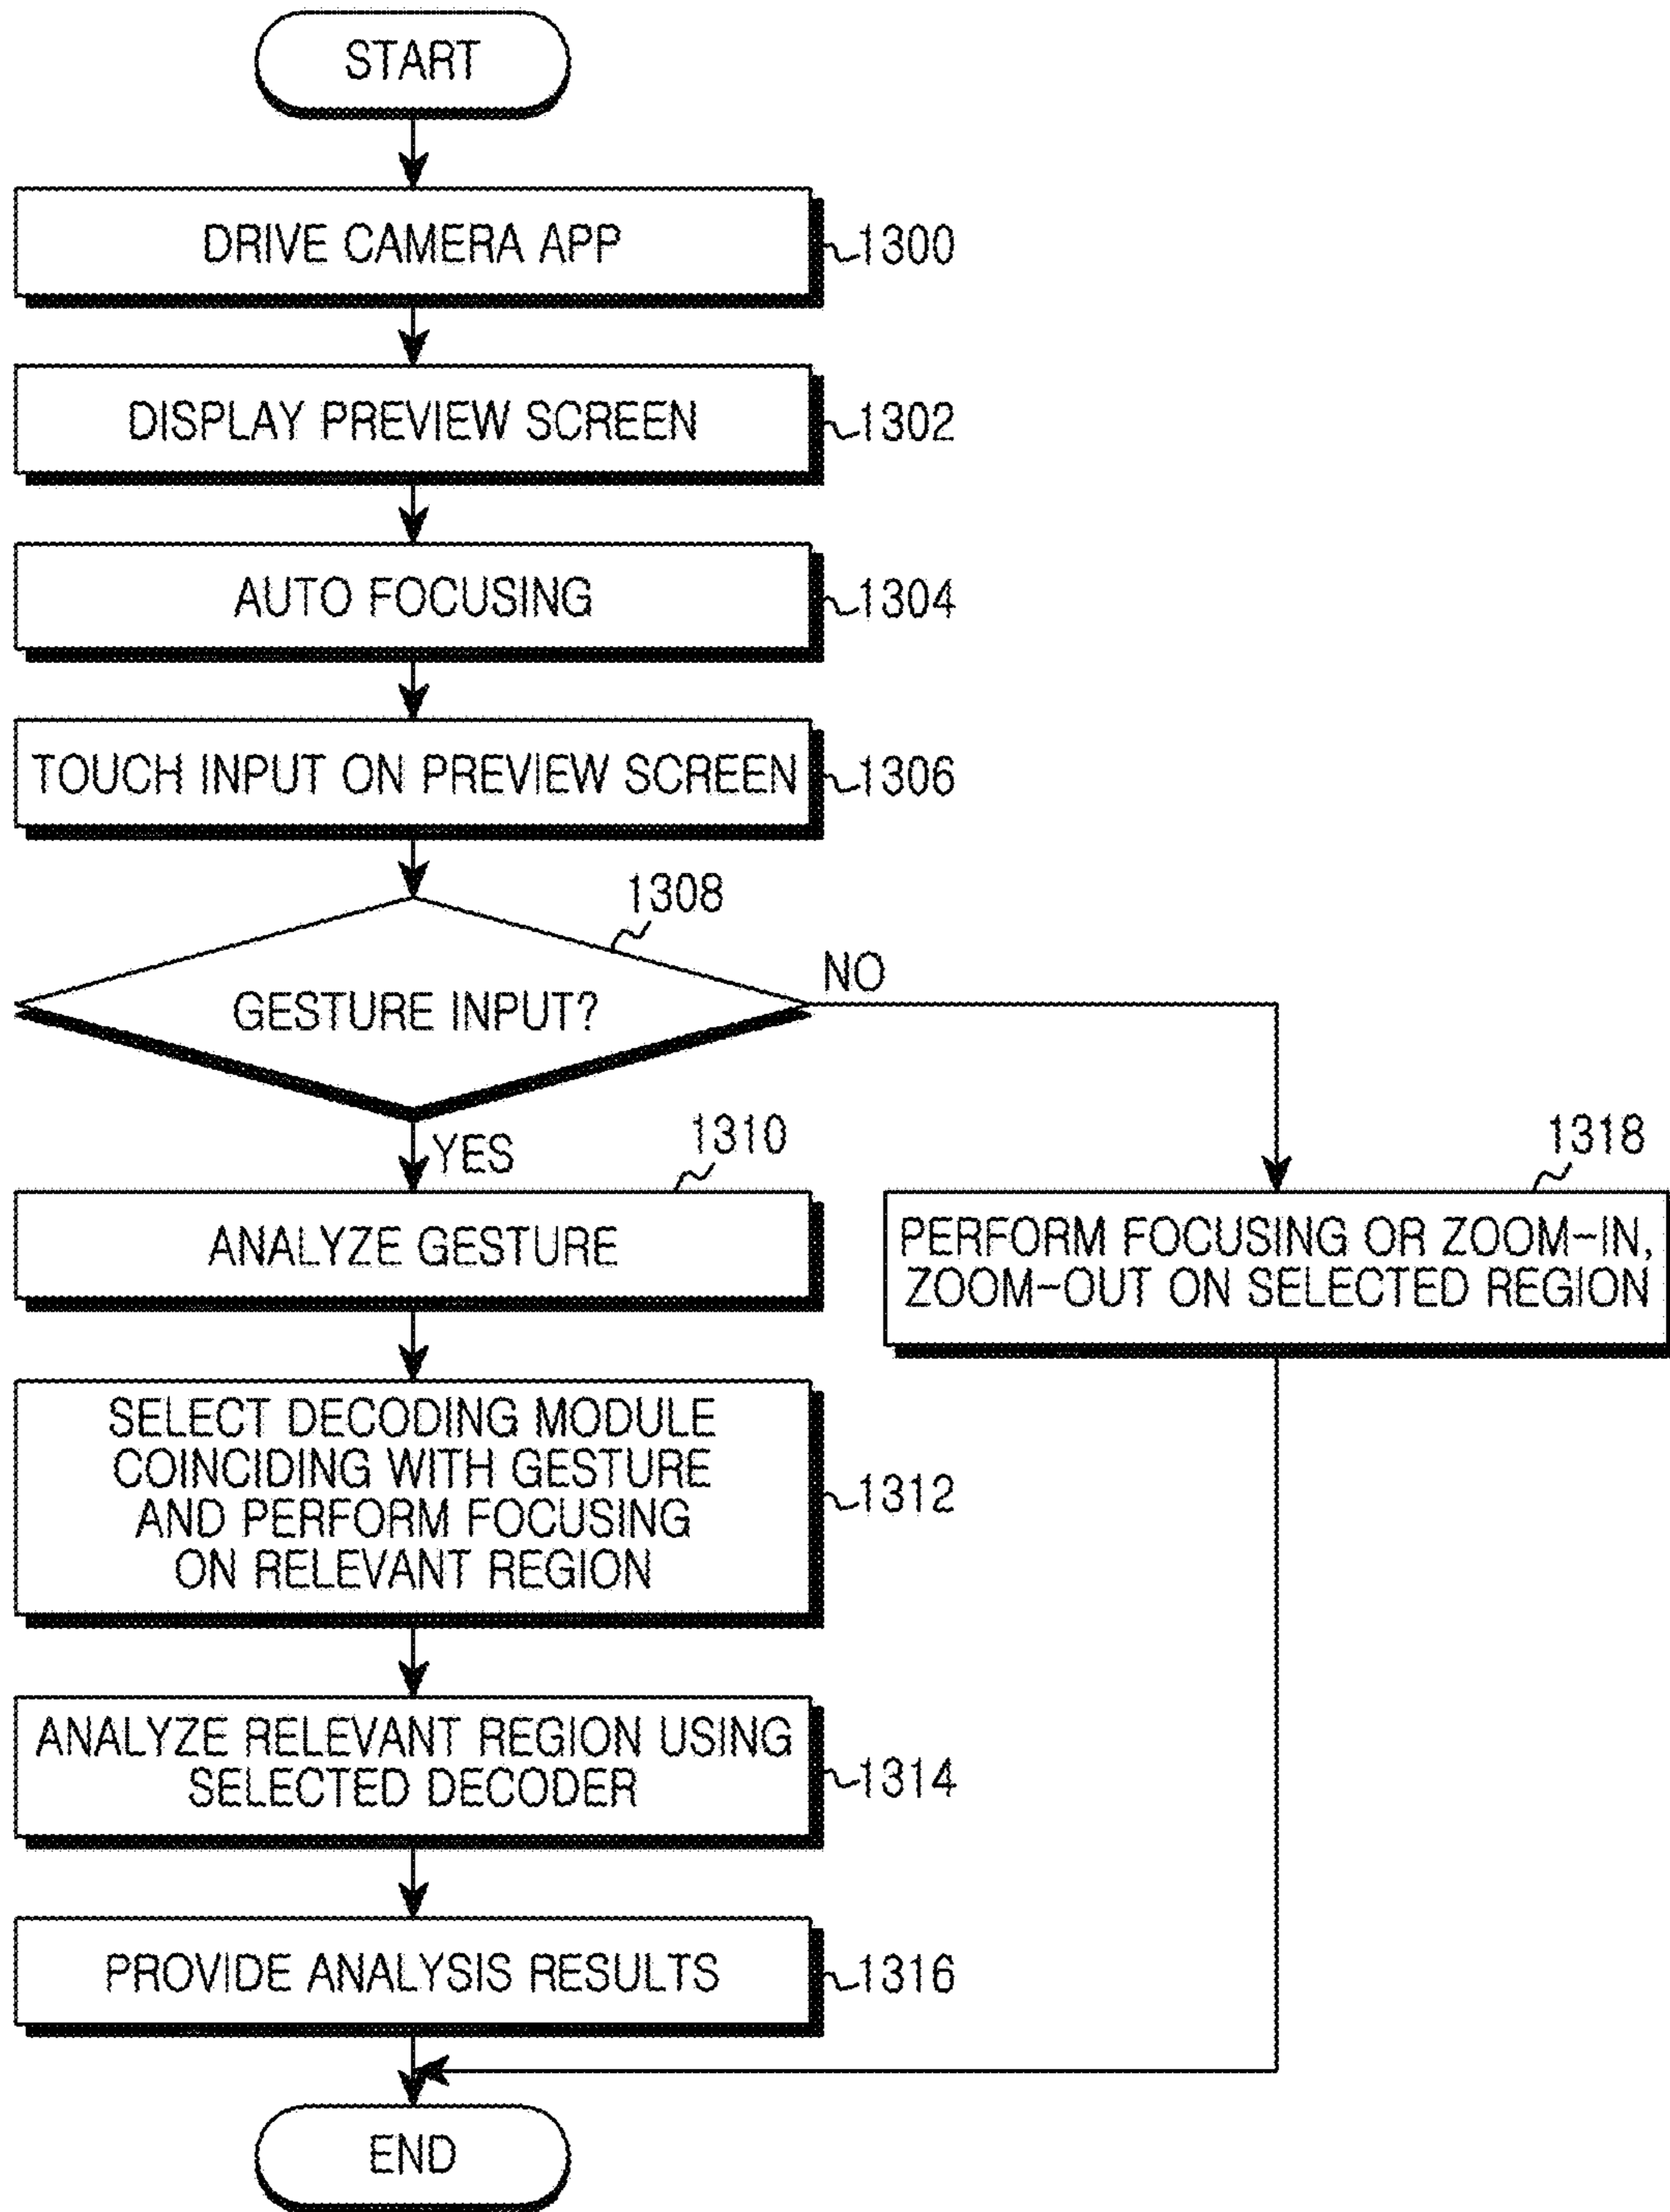 START
DRIVE CAMERA APP
1300
DISPLAY PREVIEW SCREEN
1302
AUTO FOCUSING
1304
TOUCH INPUT ON PREVIEW SCREEN
1306
1308
GESTURE INPUT?
NO
YES
1310
ANALYZE GESTURE
1318
PERFORM FOCUSING OR ZOOM-IN,
ZOOM-OUT ON SELECTED REGION
SELECT DECODING MODULE
COINCIDING WITH GESTURE
AND PERFORM FOCUSING
ON RELEVANT REGION
1312
ANALYZE RELEVANT REGION USING
SELECTED DECODER
1314
PROVIDE ANALYSIS RESULTS
1316
END